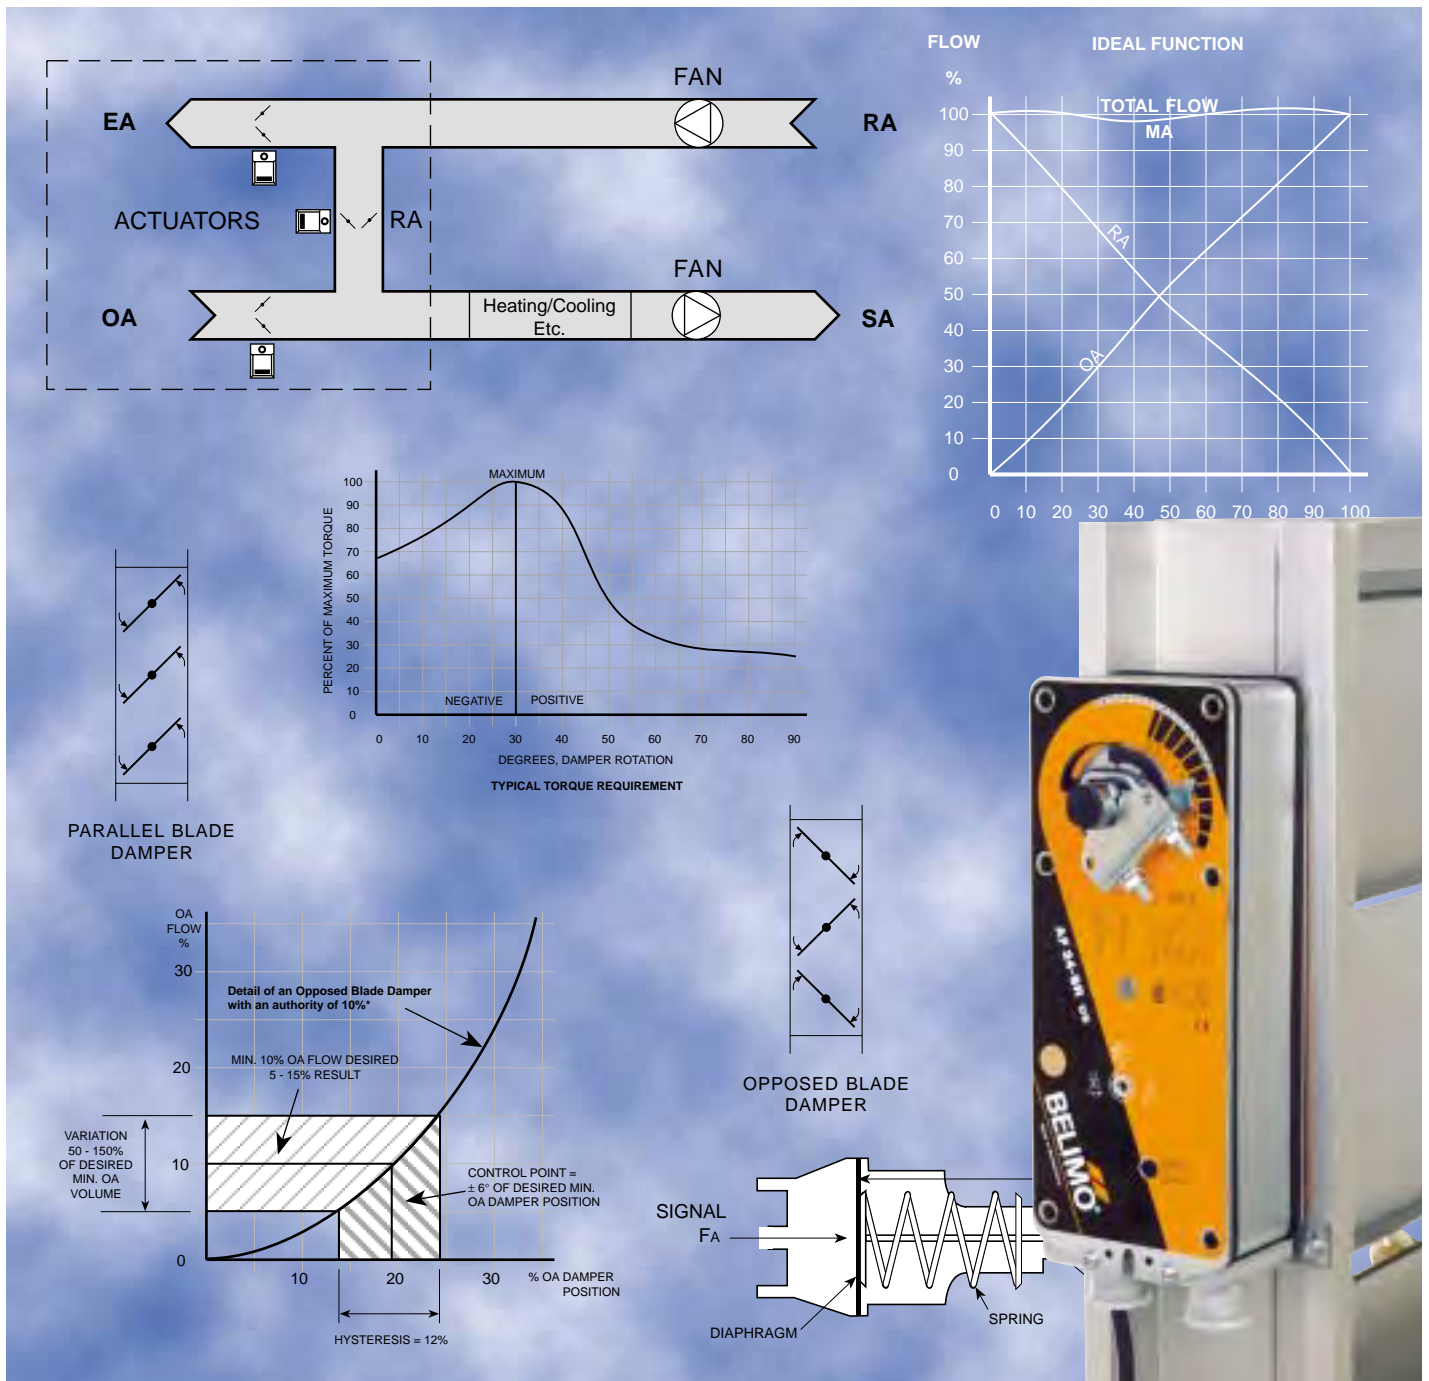 FAN
EA
RA
ACTUATORS
RA
FAN
OA
Heating/Cooling
Etc.
SA
FLOW
%
IDEAL FUNCTION
TOTAL FLOW
MA
100
90
80
70
60
50
40
30
20
10
0
RA
OA
0 10 20 30 40 50 60 70 80 90 100
PERCENT OF MAXIMUM TORQUE
100
90
80
70
60
50
40
30
20
10
0
MAXIMUM
NEGATIVE
POSITIVE
0 10 20 30 40 50 60 70 80 90
DEGREES, DAMPER ROTATION
TYPICAL TORQUE REQUIREMENT
PARALLEL BLADE
DAMPER
OPPOSED BLADE
DAMPER
OA
FLOW
%
30
20
10
0
Detail of an Opposed Blade Damper
with an authority of 10%*
MIN. 10% OA FLOW DESIRED
5 - 15% RESULT
VARIATION
50 - 150%
OF DESIRED
MIN. OA
VOLUME
CONTROL POINT =
± 6° OF DESIRED MIN.
OA DAMPER POSITION
10 20 30
% OA DAMPER
POSITION
HYSTERESIS = 12%
SIGNAL
FA
DIAPHRAGM
SPRING
AF 24-SR US
BELIMO